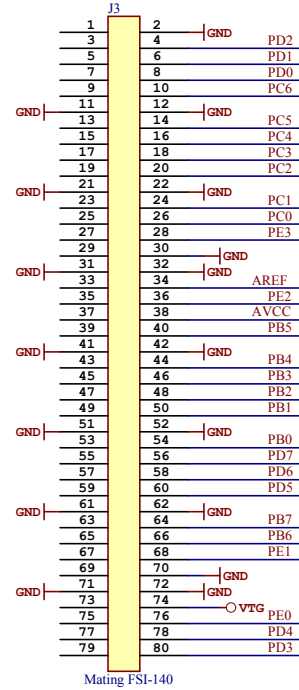 J3
1 2 GND
3 4 PD2
5 6 PD1
7 8 PD0
9 10 PC6
GND 11 12 GND
13 14 PC5
15 16 PC4
17 18 PC3
19 20 PC2
GND 21 22 GND
23 24 PC1
25 26 PC0
27 28 PE3
29 30 GND
GND 31 32 GND
33 34 AREF
35 36 PE2
37 38 AVCC
39 40 PB5
GND 41 42 GND
43 44 PB4
45 46 PB3
47 48 PB2
49 50 PB1
GND 51 52 GND
53 54 PB0
55 56 PD7
57 58 PD6
59 60 PD5
GND 61 62 GND
63 64 PB7
65 66 PB6
67 68 PE1
69 70 GND
GND 71 72 GND
73 74 VTG
75 76 PE0
77 78 PD4
79 80 PD3
Mating FSI-140